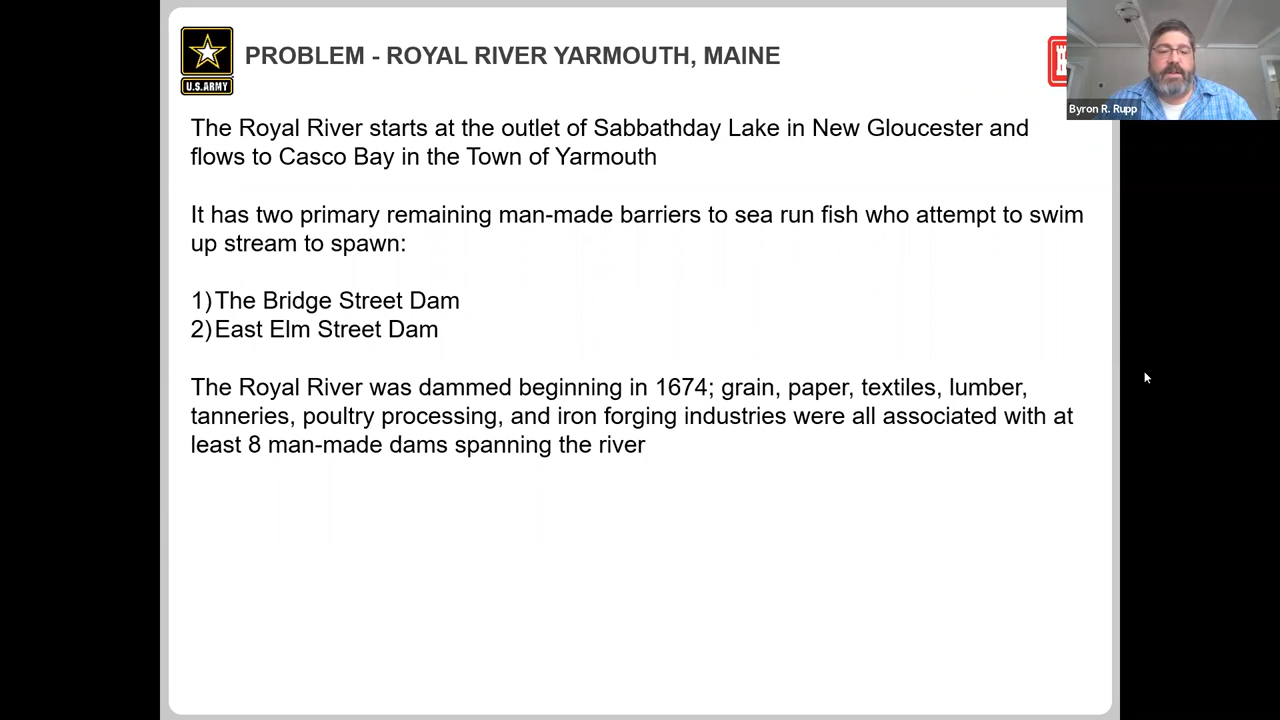 PROBLEM - ROYAL RIVER YARMOUTH, MAINE
U.S.ARMY
Byron R. Rupp
The Royal River starts at the outlet of Sabbathday Lake in New Gloucester and
flows to Casco Bay in the Town of Yarmouth
It has two primary remaining man-made barriers to sea run fish who attempt to swim
up stream to spawn:
1) The Bridge Street Dam
2) East Elm Street Dam
The Royal River was dammed beginning in 1674; grain, paper, textiles, lumber,
tanneries, poultry processing, and iron forging industries were all associated with at
least 8 man-made dams spanning the river